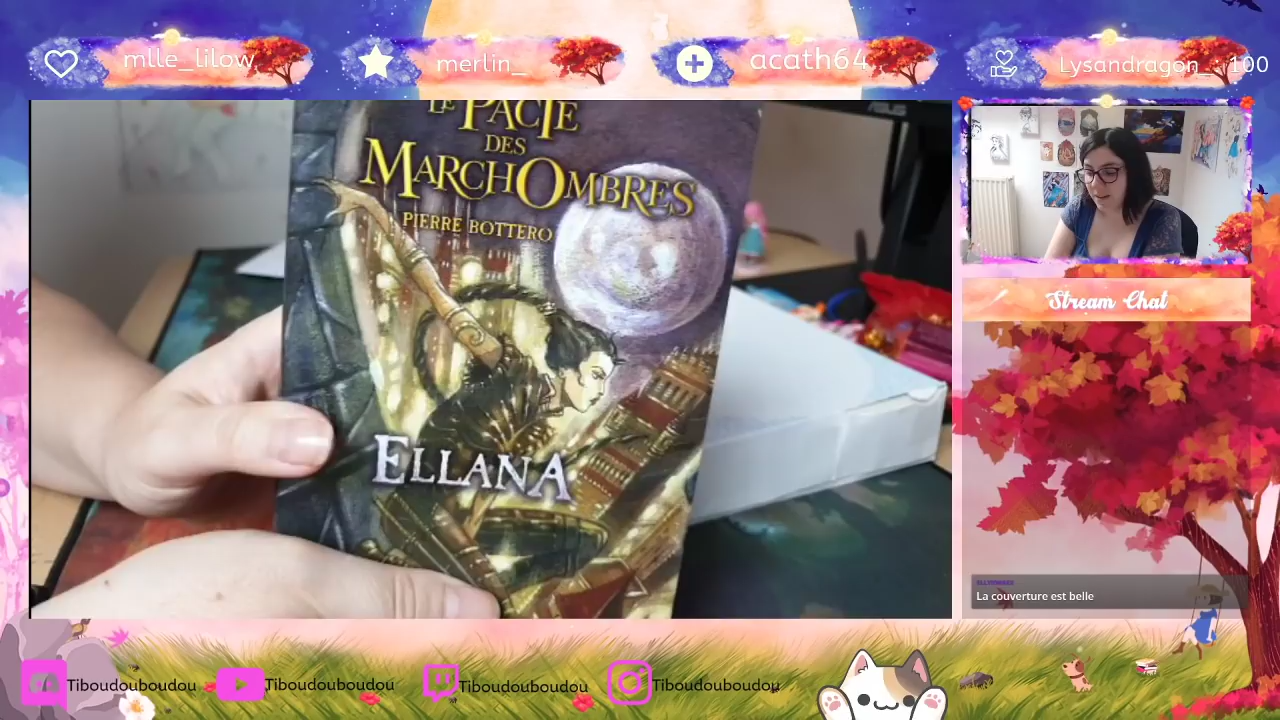 mlle_lilow
merlin_
acath64
Lysandragon_ : 100
LE PACTE
DES
MARCHOMBRES
PIERRE BOTTERO
ELLANA
Stream Chat
La couverture est belle
Tiboudouboudou
Tiboudouboudou
Tiboudouboudou
Tiboudouboudou